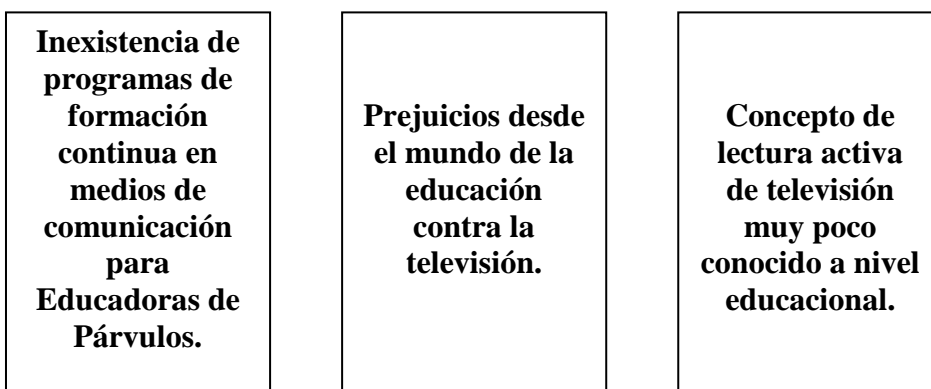 Inexistencia de
programas de
formación
continua en
medios de
comunicación
para
Educadoras de
Párvulos.
Prejuicios desde
el mundo de la
educación
contra la
televisión.
Concepto de
lectura activa
de televisión
muy poco
conocido a nivel
educacional.